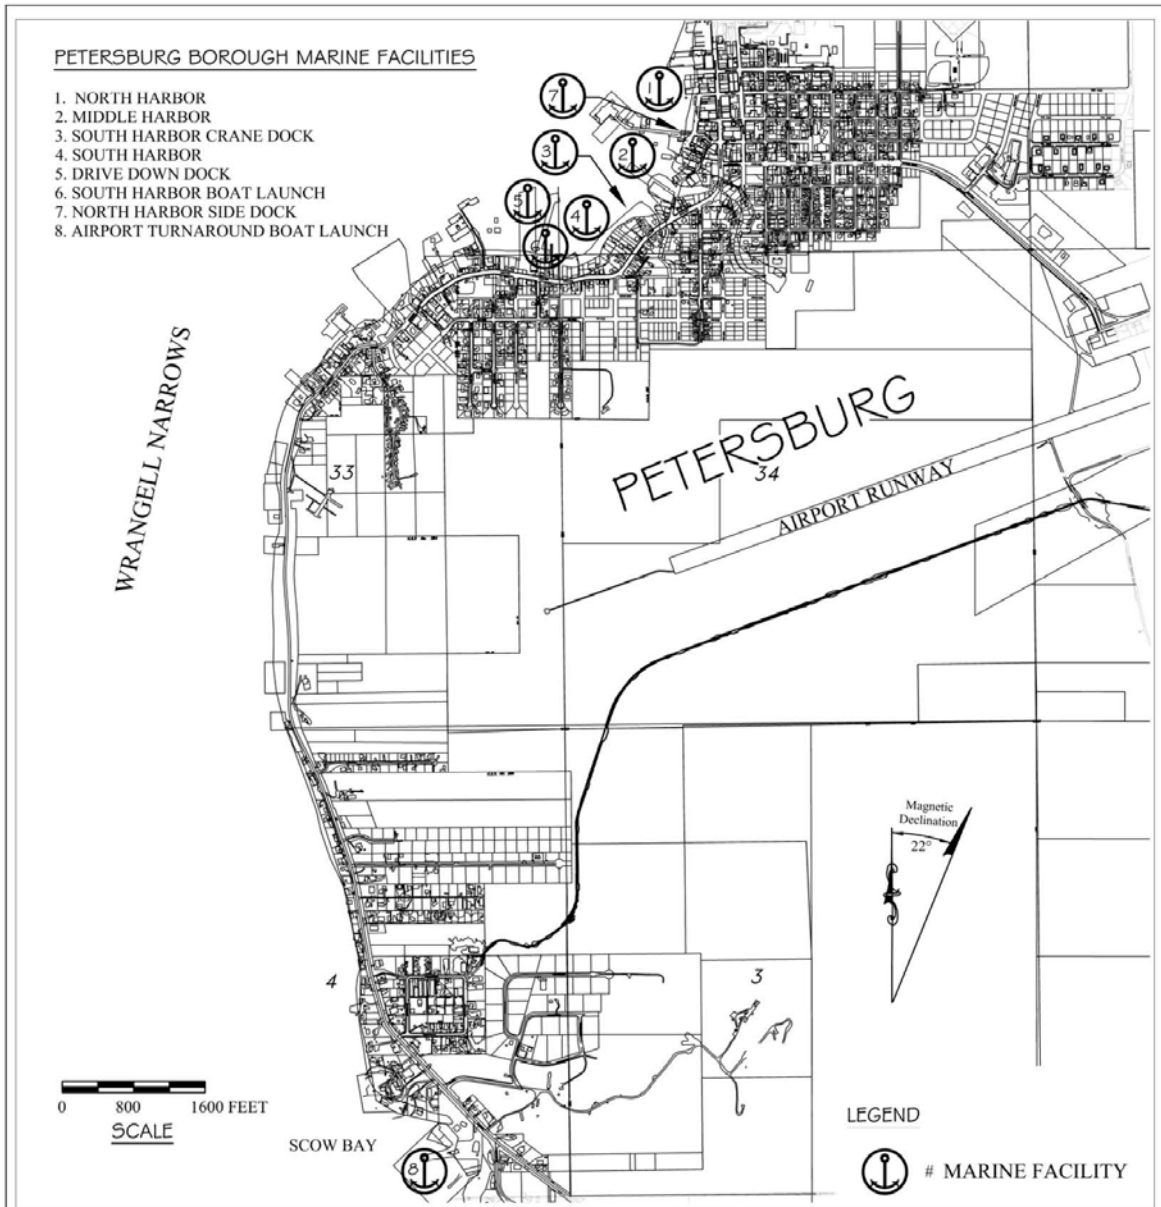 PETERSBURG BOROUGH MARINE FACILITIES
1. NORTH HARBOR
2. MIDDLE HARBOR
3. SOUTH HARBOR CRANE DOCK
4. SOUTH HARBOR
5. DRIVE DOWN DOCK
6. SOUTH HARBOR BOAT LAUNCH
7. NORTH HARBOR SIDE DOCK
8. AIRPORT TURNAROUND BOAT LAUNCH
7
1
3
2
5
4
6
WRANGELL NARROWS
PETERSBURG
33
34
AIRPORT RUNWAY
Magnetic
Declination
22°
4
3
0 800 1600 FEET
SCALE
SCOW BAY
8
LEGEND
# MARINE FACILITY